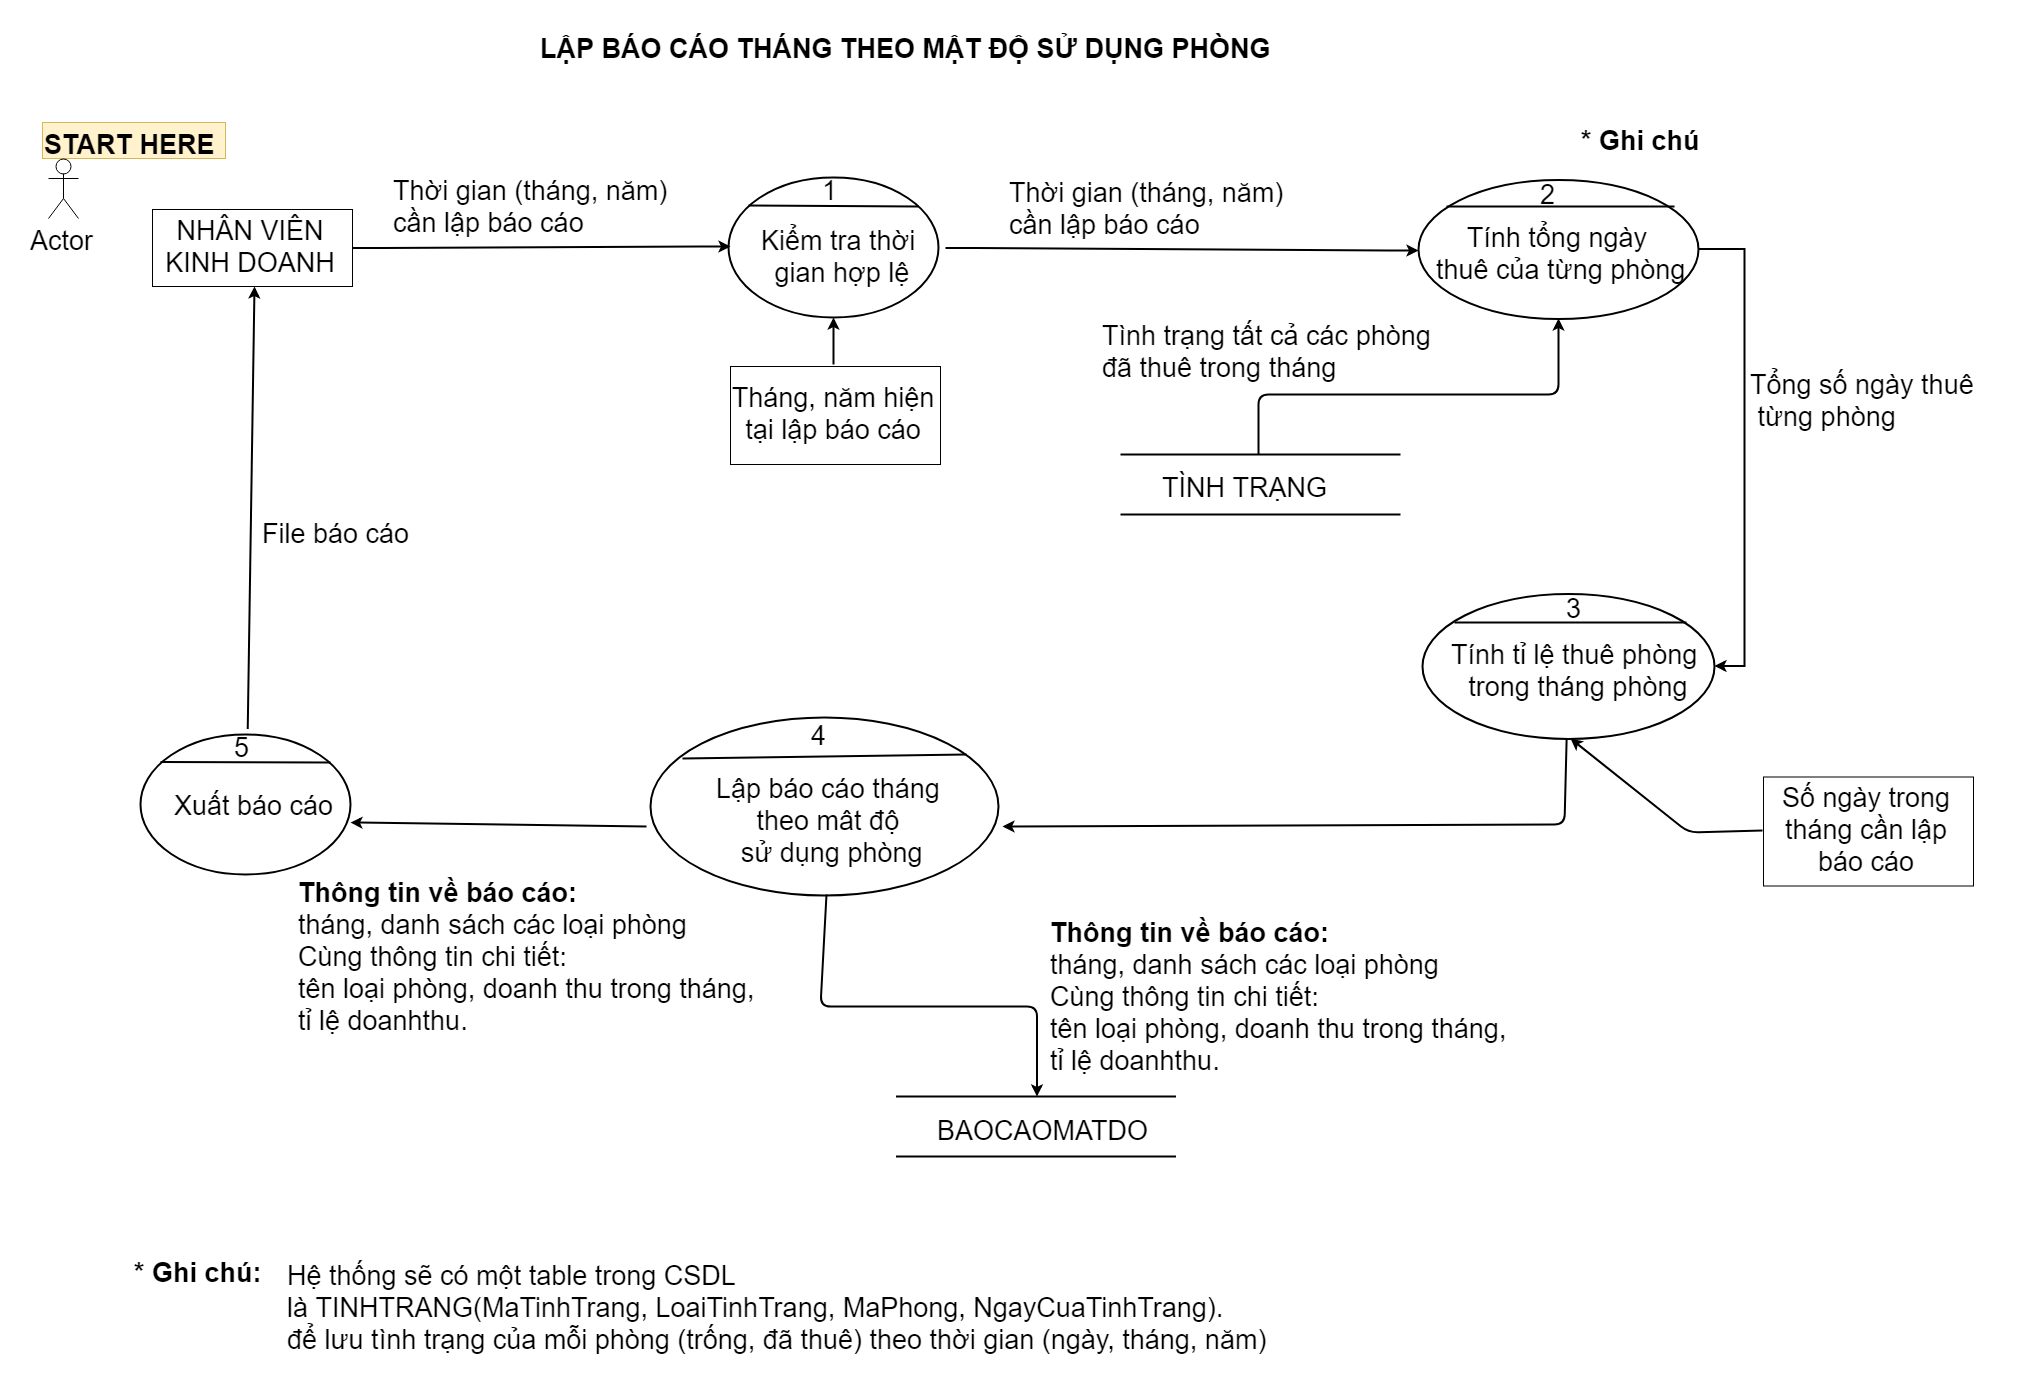 LẬP BÁO CÁO THÁNG THEO MẬT ĐỘ SỬ DỤNG PHÒNG
START HERE
Actor
NHÂN VIÊN
KINH DOANH
Thời gian (tháng, năm)
cần lập báo cáo
1
Kiểm tra thời
gian hợp lệ
Tháng, năm hiện
tại lập báo cáo
Thời gian (tháng, năm)
cần lập báo cáo
* Ghi chú
2
Tính tổng ngày
thuê của từng phòng
Tình trạng tất cả các phòng
đã thuê trong tháng
TÌNH TRẠNG
Tổng số ngày thuê
từng phòng
3
Tính tỉ lệ thuê phòng
trong tháng phòng
Số ngày trong
tháng cần lập
báo cáo
4
Lập báo cáo tháng
theo mât độ
sử dụng phòng
Thông tin về báo cáo:
tháng, danh sách các loại phòng
Cùng thông tin chi tiết:
tên loại phòng, doanh thu trong tháng,
tỉ lệ doanhthu.
BAOCAOMATDO
5
Xuất báo cáo
Thông tin về báo cáo:
tháng, danh sách các loại phòng
Cùng thông tin chi tiết:
tên loại phòng, doanh thu trong tháng,
tỉ lệ doanhthu.
File báo cáo
* Ghi chú:
Hệ thống sẽ có một table trong CSDL
là TINHTRANG(MaTinhTrang, LoaiTinhTrang, MaPhong, NgayCuaTinhTrang).
để lưu tình trạng của mỗi phòng (trống, đã thuê) theo thời gian (ngày, tháng, năm)